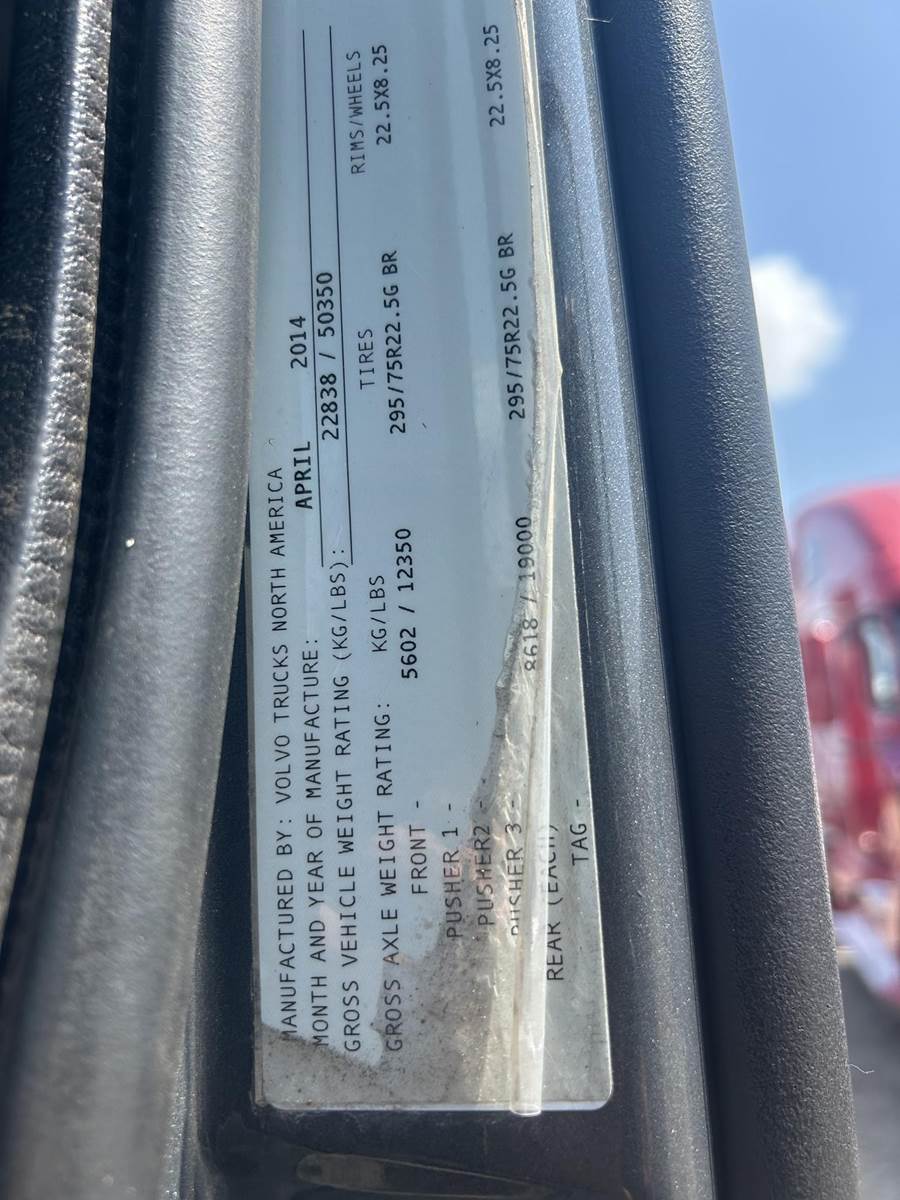 MANUFACTURED BY: VOLVO TRUCKS NORTH AMERICA
MONTH AND YEAR OF MANUFACTURE: APRIL 2014
GROSS VEHICLE WEIGHT RATING (KG/LBS): 22838 / 50350
GROSS AXLE WEIGHT RATING: KG/LBS TIRES RIMS/WHEELS
FRONT - 5602 / 12350 295/75R22.5G BR 22.5X8.25
PUSHER 1 -
PUSHER2 -
PUSHER 3 -
REAR (EACH) 8618 / 19000 295/75R22.5G BR 22.5X8.25
TAG -